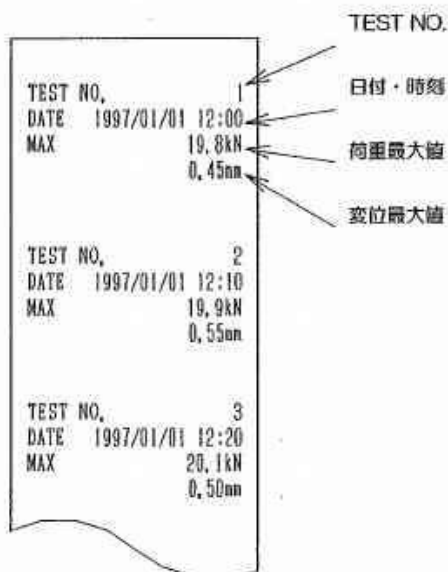 TEST NO.
日付・時刻
荷重最大値
変位最大値
TEST NO. 1
DATE 1997/01/01 12:00
MAX 19.8kN
0.45mm
TEST NO. 2
DATE 1997/01/01 12:10
MAX 19.9kN
0.55mm
TEST NO. 3
DATE 1997/01/01 12:20
MAX 20.1kN
0.50mm